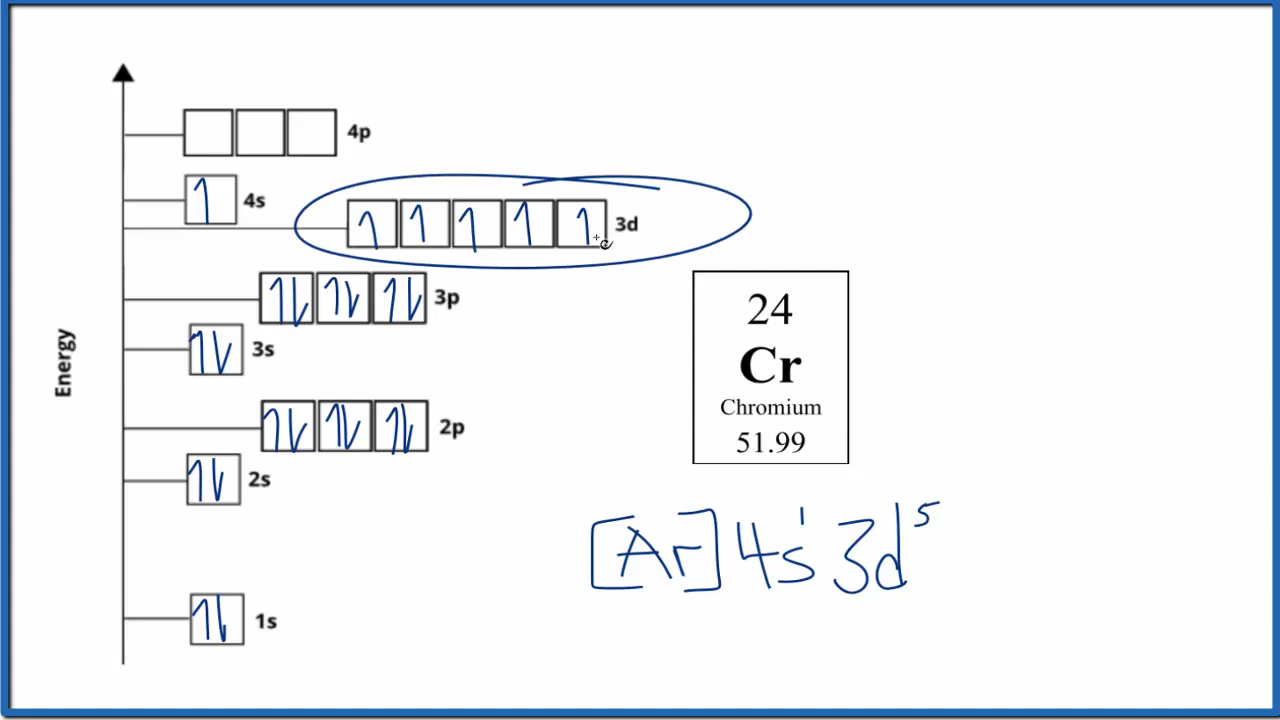 4p
4s
3d
3p
3s
2p
2s
1s
Energy
24
Cr
Chromium
51.99
[Ar] 4s¹ 3d⁵